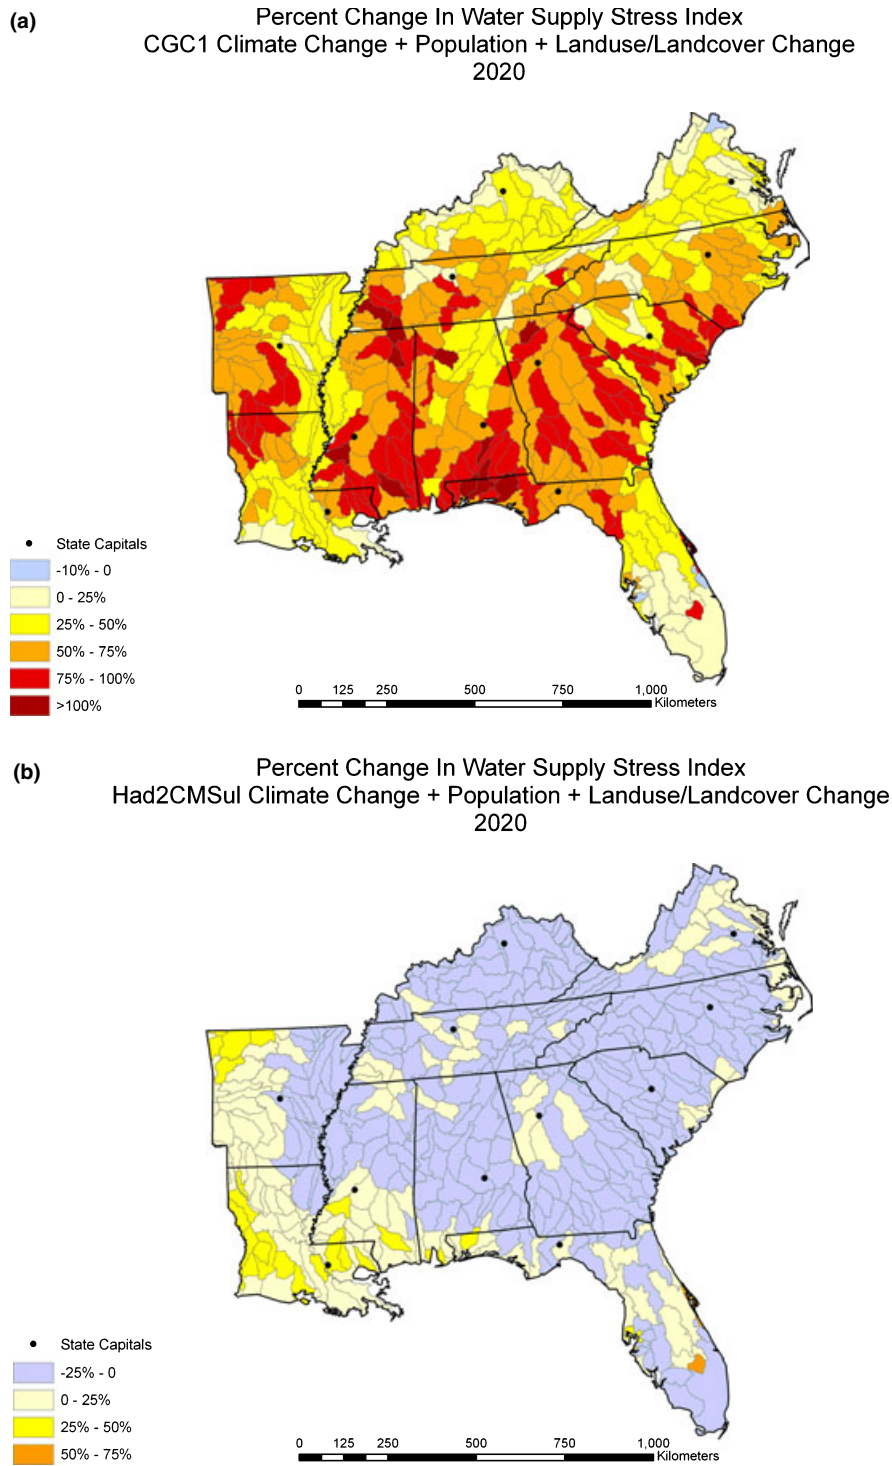 (a)
Percent Change In Water Supply Stress Index
CGC1 Climate Change + Population + Landuse/Landcover Change
2020
State Capitals
-10% - 0
0 - 25%
25% - 50%
50% - 75%
75% - 100%
>100%
0 125 250 500 750 1,000
Kilometers
(b)
Percent Change In Water Supply Stress Index
Had2CMSul Climate Change + Population + Landuse/Landcover Change
2020
State Capitals
-25% - 0
0 - 25%
25% - 50%
50% - 75%
0 125 250 500 750 1,000
Kilometers